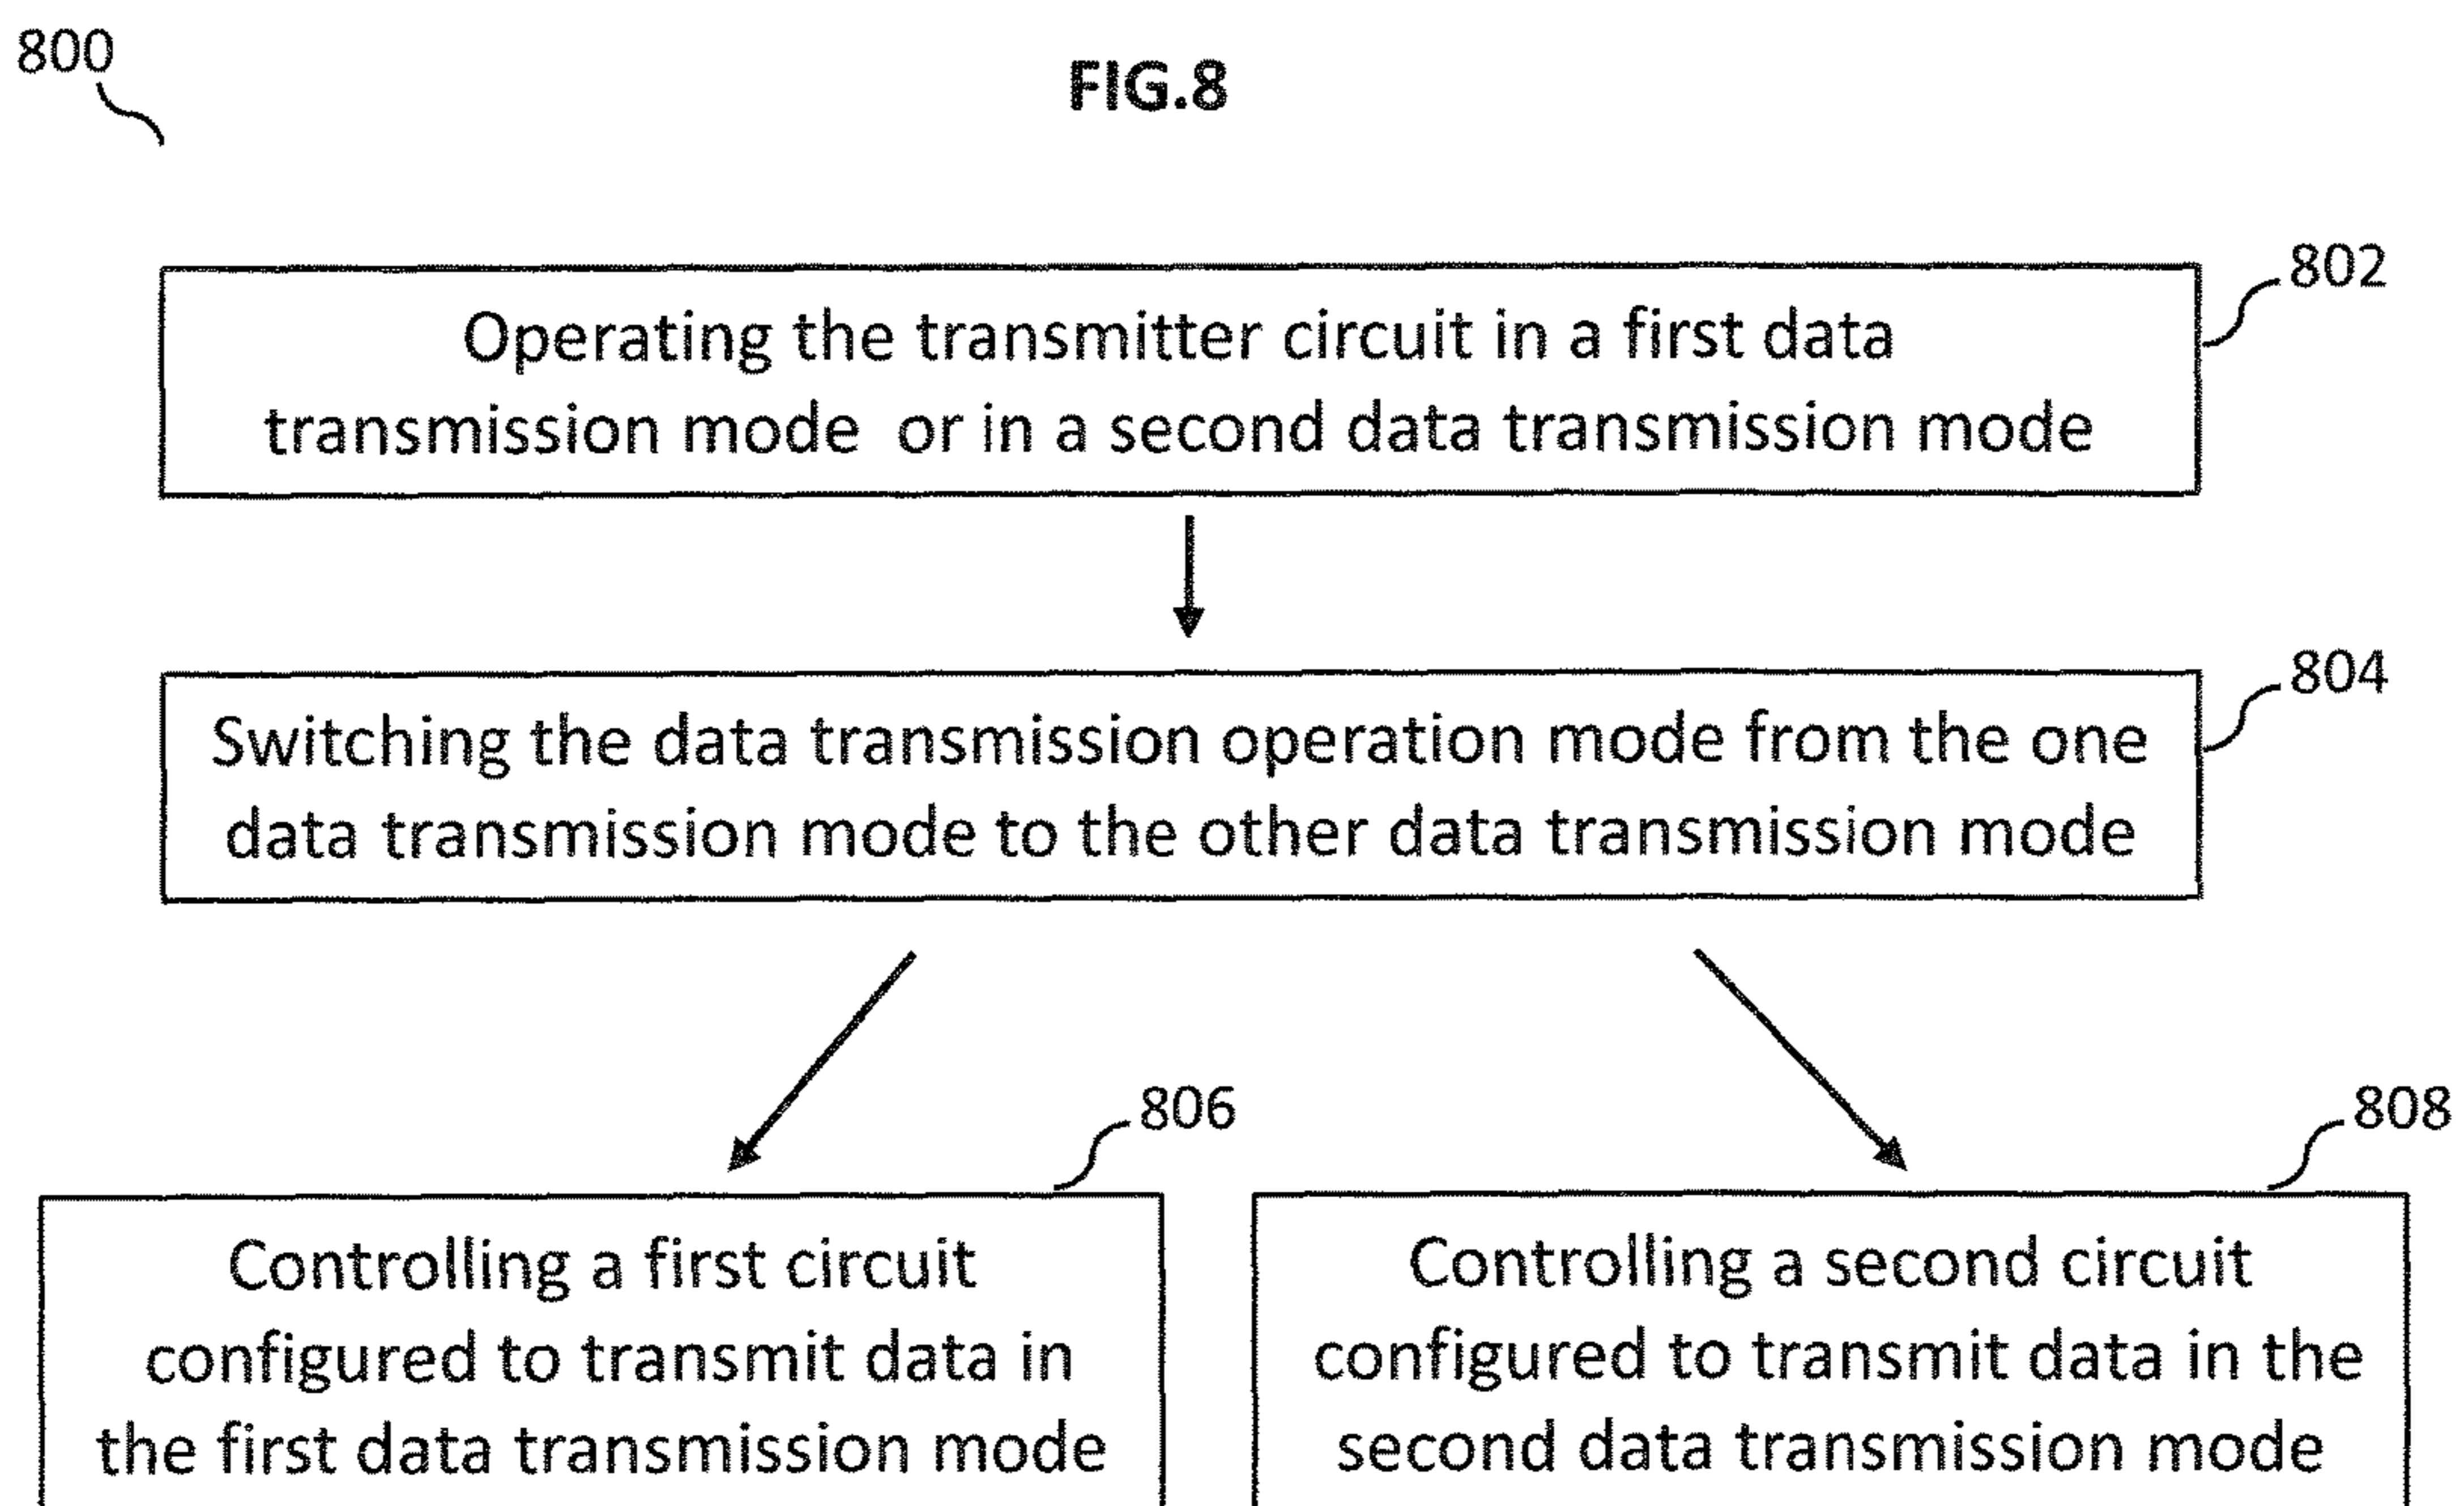 800
FIG.8
802
Operating the transmitter circuit in a first data
transmission mode or in a second data transmission mode
804
Switching the data transmission operation mode from the one
data transmission mode to the other data transmission mode
806
808
Controlling a first circuit
configured to transmit data in
the first data transmission mode
Controlling a second circuit
configured to transmit data in the
second data transmission mode